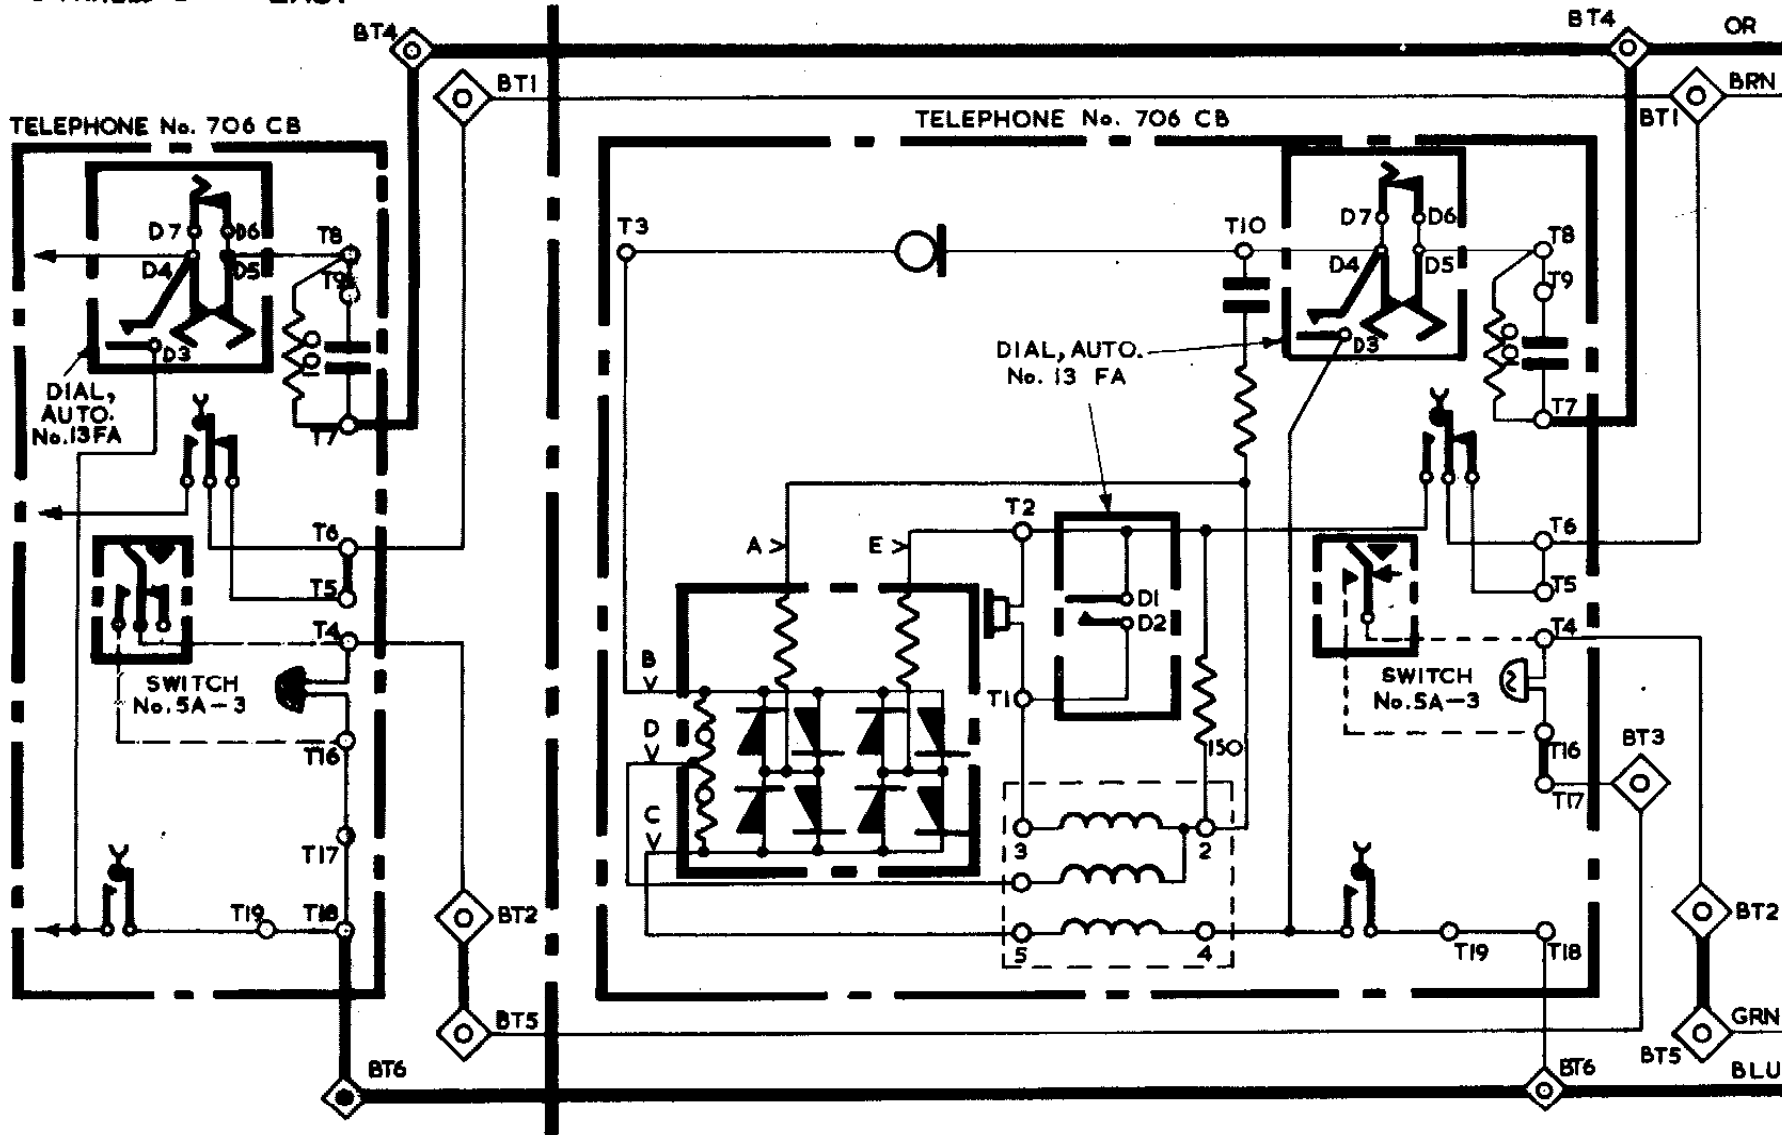 BT4
BT4
OR
BT1
BT1
BRN
TELEPHONE No. 706 CB
TELEPHONE No. 706 CB
D7
D6
T8
D4
D5
T9
D3
T7
DIAL,
AUTO.
No.13FA
T6
T5
T4
SWITCH
No.5A-3
T16
T17
T19
T18
BT2
BT5
BT6
T3
T10
D7
D6
T8
D4
D5
T9
D3
T7
DIAL, AUTO.
No. 13 FA
T2
T6
A
E
T5
D1
D2
T4
B
T1
SWITCH
No.5A-3
D
150
T16
BT3
T17
C
3
2
5
4
T19
T18
BT2
GRN
BT5
BT6
BLU